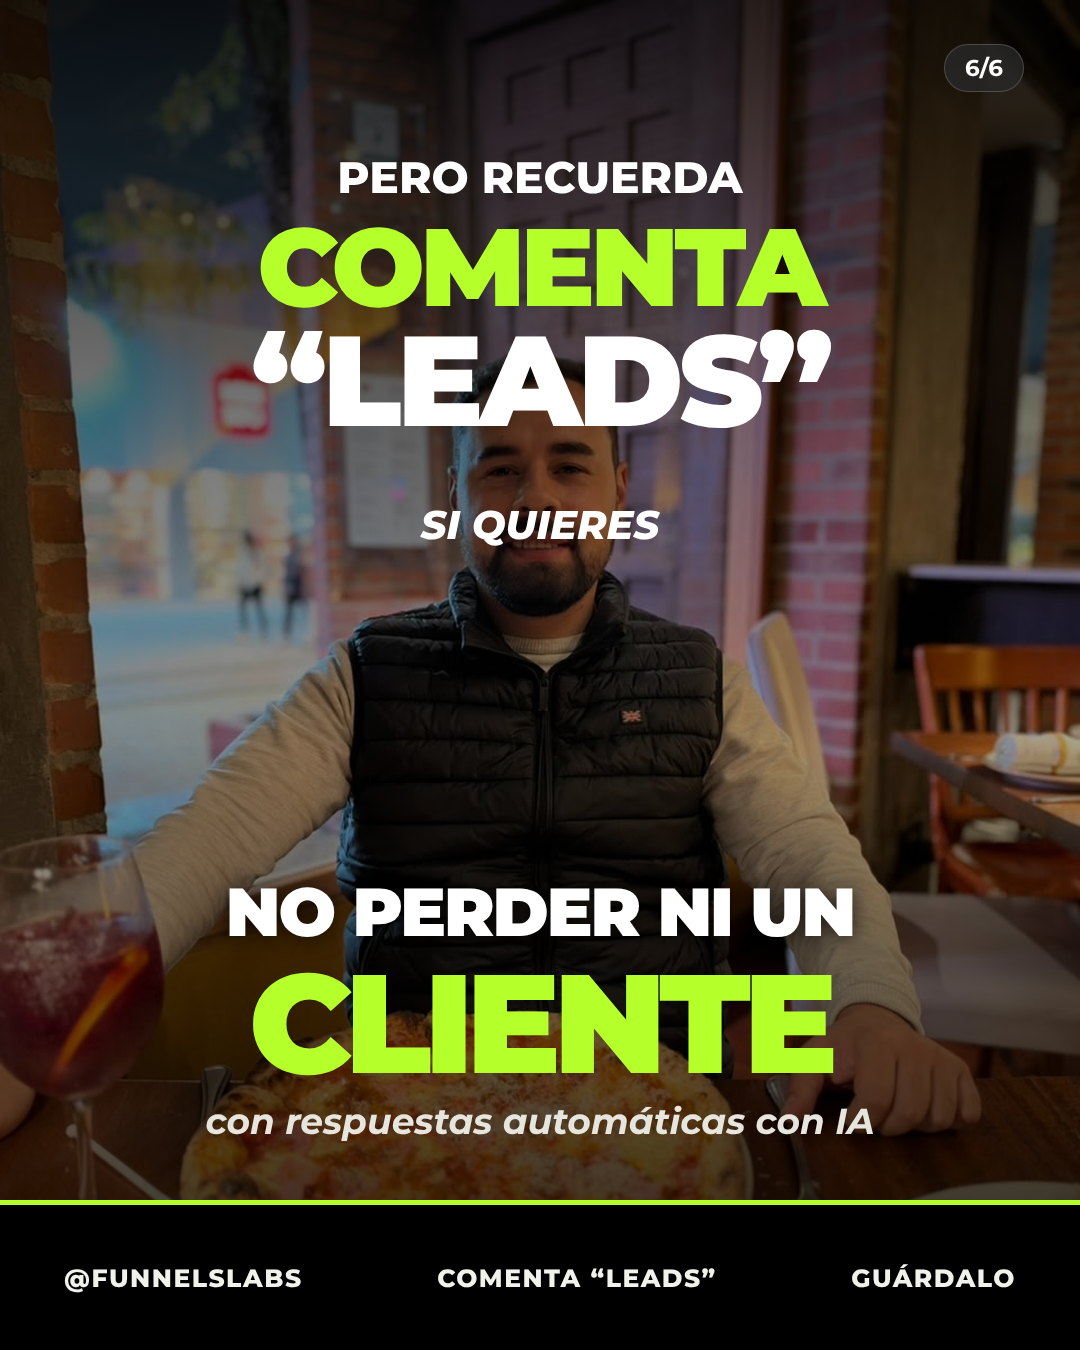 6/6
PERO RECUERDA
COMENTA
“LEADS”
SI QUIERES
NO PERDER NI UN
CLIENTE
con respuestas automáticas con IA
@FUNNELSLABS
COMENTA “LEADS”
GUÁRDALO